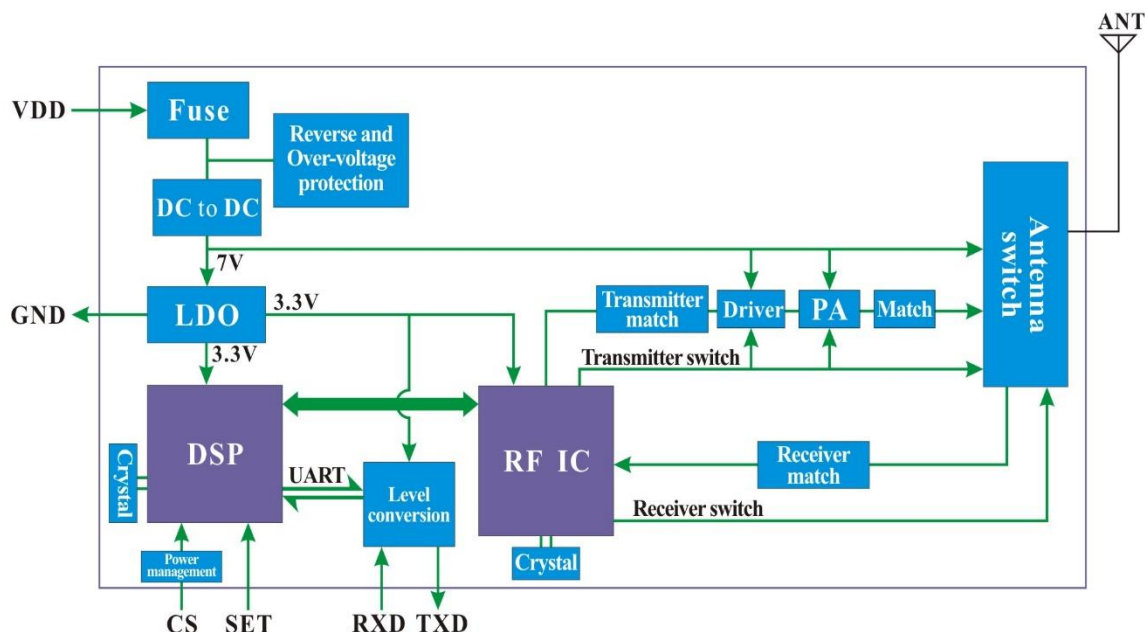 ANT
VDD
Fuse
Reverse and
Over-voltage
protection
DC to DC
7V
Antenna
switch
GND
LDO
3.3V
3.3V
Transmitter
match
Driver
PA
Match
Transmitter switch
DSP
RF IC
Crystal
UART
Level
conversion
Receiver
match
Receiver switch
Power
management
Crystal
CS
SET
RXD
TXD